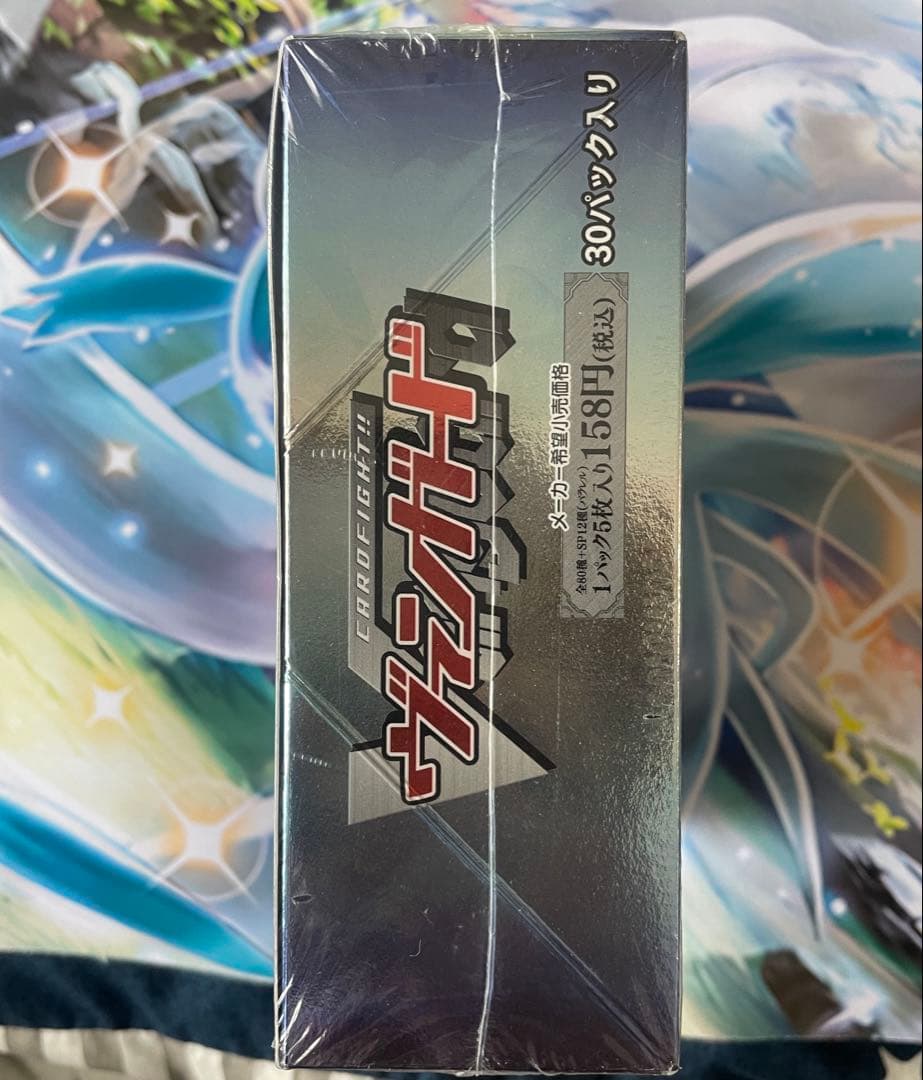 CARDFIGHT!!
ヴァンガード
メーカー希望小売価格
全80種+SP12種(パラレル)
1パック5枚入り158円(税込)
30パック入り